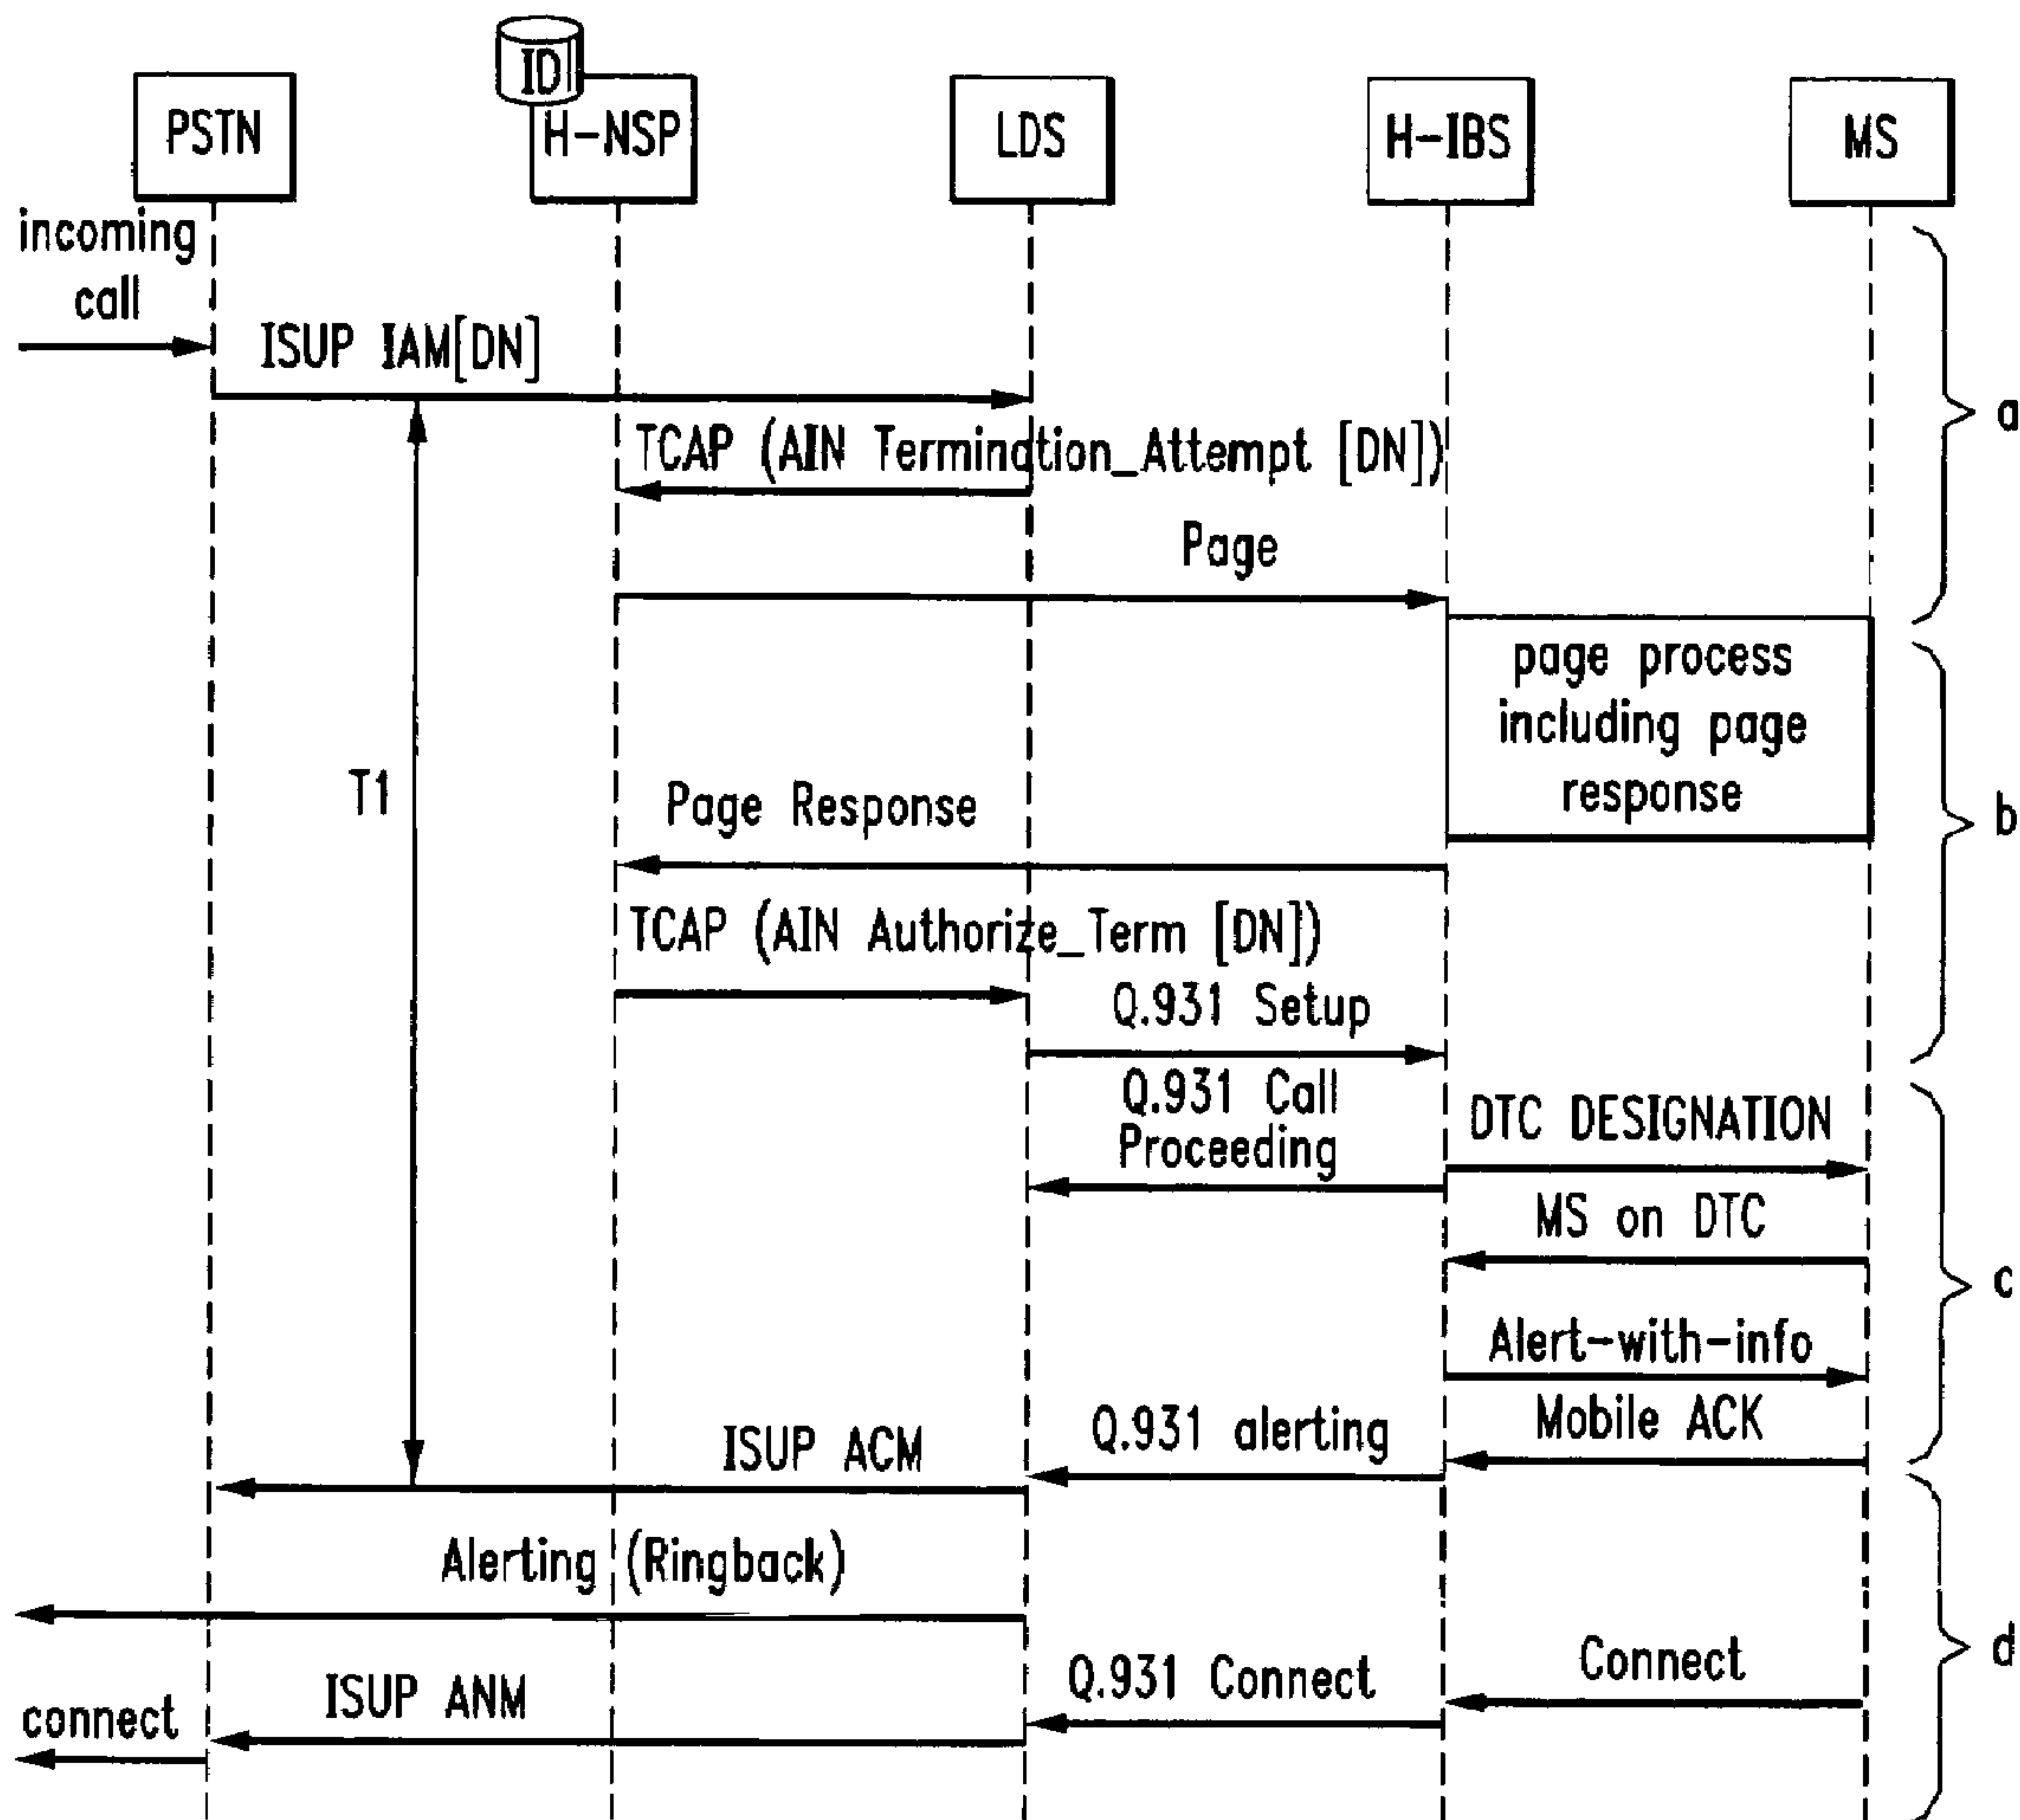 ID
PSTN
H-NSP
LDS
H-IBS
MS
incoming
call
ISUP IAM[DN]
a
TCAP (AIN Termination_Attempt [DN])
Page
page process
including page
response
T1
Page Response
b
TCAP (AIN Authorize_Term [DN])
Q.931 Setup
Q.931 Call
Proceeding
DTC DESIGNATION
MS on DTC
c
Alert-with-info
Mobile ACK
Q.931 alerting
ISUP ACM
Alerting (Ringback)
d
Connect
Q.931 Connect
ISUP ANM
connect